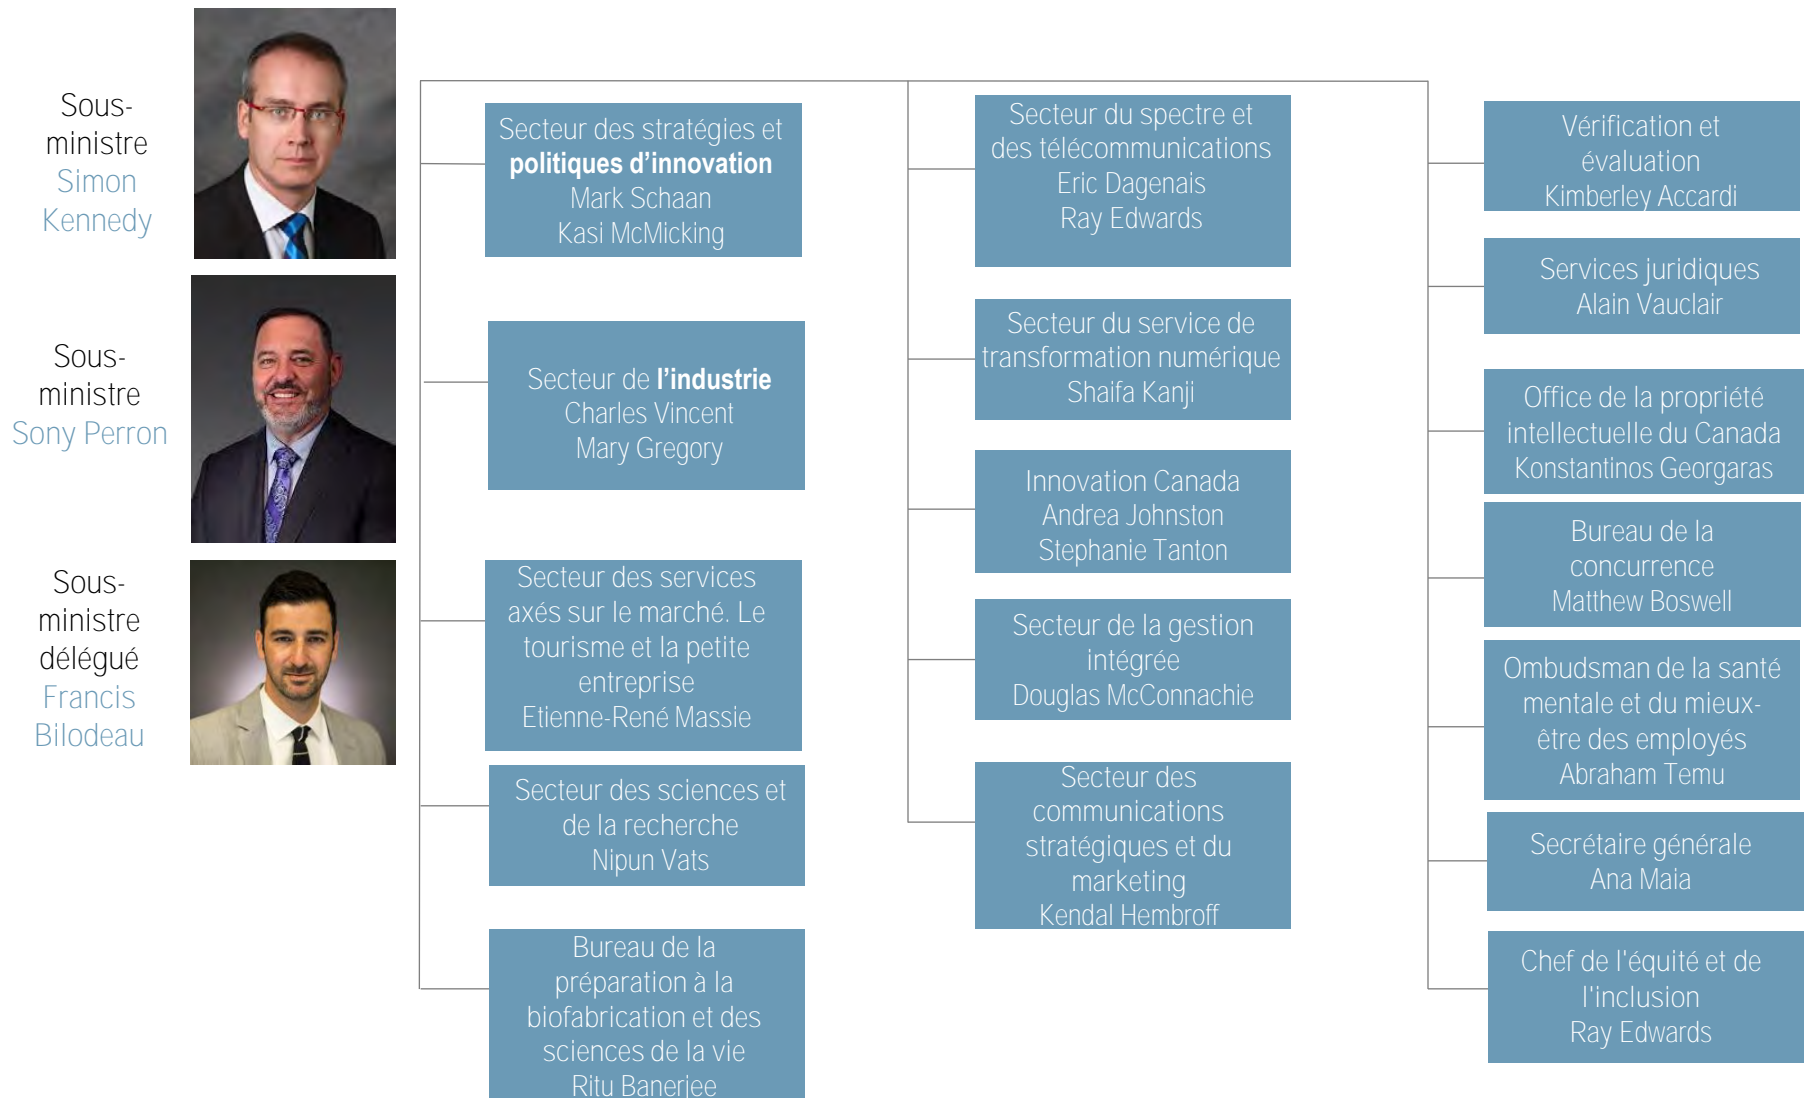 Sous-
ministre
Simon
Kennedy
Sous-
ministre
Sony Perron
Sous-
ministre
délégué
Francis
Bilodeau
Secteur des stratégies et
politiques d’innovation
Mark Schaan
Kasi McMicking
Secteur de l’industrie
Charles Vincent
Mary Gregory
Secteur des services
axés sur le marché. Le
tourisme et la petite
entreprise
Etienne-René Massie
Secteur des sciences et
de la recherche
Nipun Vats
Bureau de la
préparation à la
biofabrication et des
sciences de la vie
Ritu Banerjee
Secteur du spectre et
des télécommunications
Eric Dagenais
Ray Edwards
Secteur du service de
transformation numérique
Shaifa Kanji
Innovation Canada
Andrea Johnston
Stephanie Tanton
Secteur de la gestion
intégrée
Douglas McConnachie
Secteur des
communications
stratégiques et du
marketing
Kendal Hembroff
Vérification et
évaluation
Kimberley Accardi
Services juridiques
Alain Vauclair
Office de la propriété
intellectuelle du Canada
Konstantinos Georgaras
Bureau de la
concurrence
Matthew Boswell
Ombudsman de la santé
mentale et du mieux-
être des employés
Abraham Temu
Secrétaire générale
Ana Maia
Chef de l'équité et de
l'inclusion
Ray Edwards